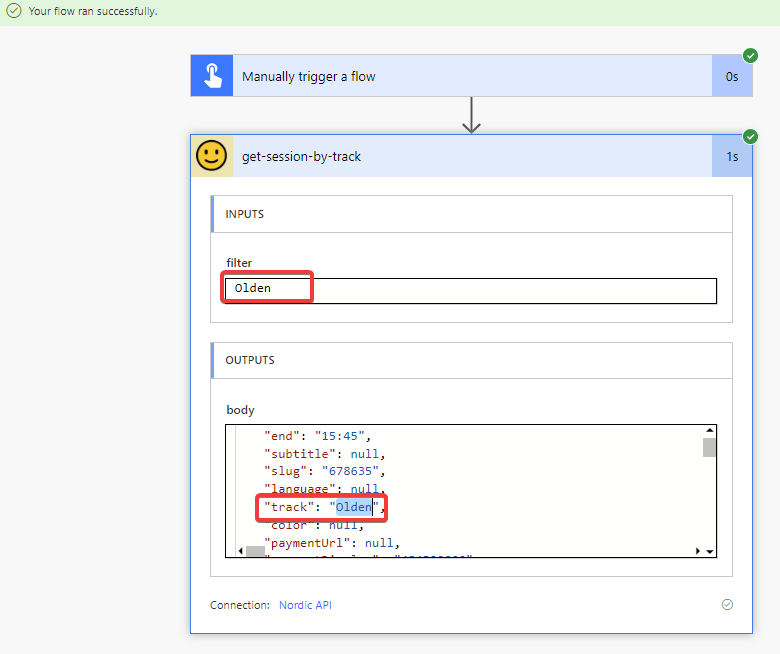 Your flow ran successfully.
Manually trigger a flow
0s
get-session-by-track
1s
INPUTS
filter
Olden
OUTPUTS
body
"end": "15:45",
"subtitle": null,
"slug": "678635",
"language": null,
"track": "Olden",
"color": null,
"paymentUrl": null,
Connection: Nordic API